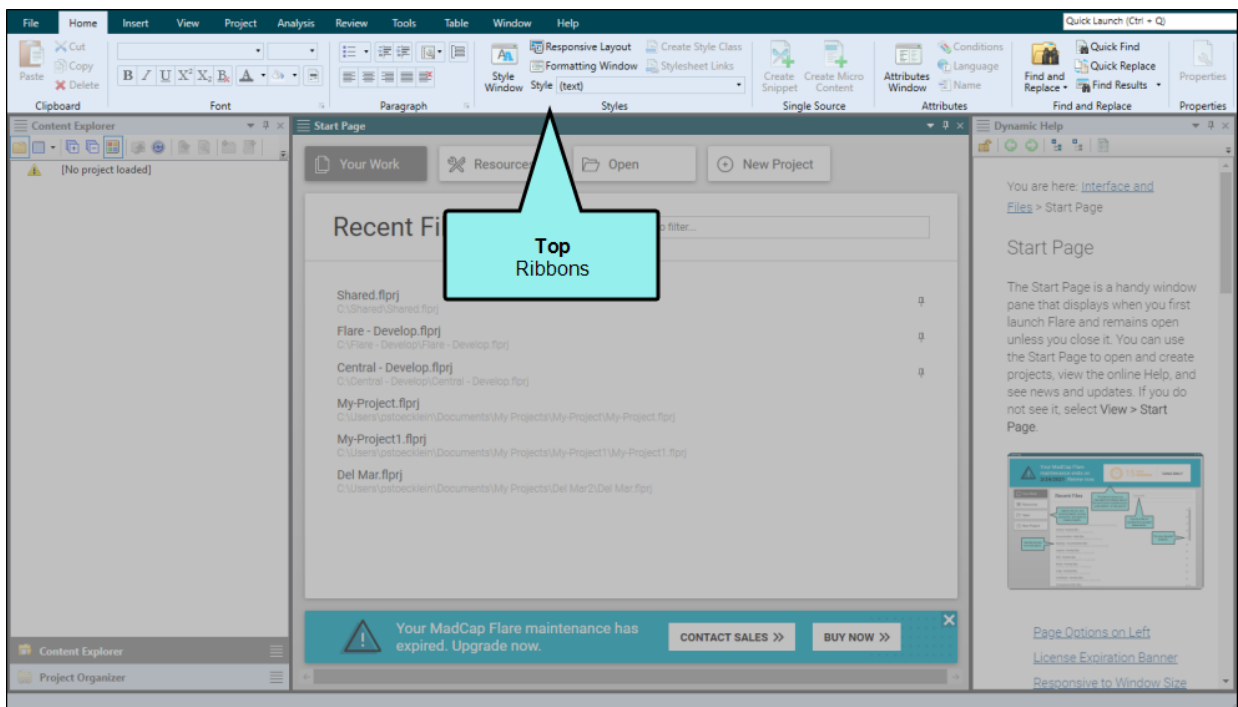 File Home Insert View Project Analysis Review Tools Table Window Help
Quick Launch (Ctrl + Q)
Paste
Cut
Copy
Delete
Clipboard
B I U X² X₂ B A
Font
Paragraph
Style Window
Responsive Layout
Formatting Window
Style (text)
Create Style Class
Stylesheet Links
Styles
Create Snippet
Create Micro Content
Single Source
Attributes Window
Conditions
Language
Name
Attributes
Find and Replace
Quick Find
Quick Replace
Find Results
Find and Replace
Properties
Properties
Content Explorer
[No project loaded]
Content Explorer
Project Organizer
Start Page
Your Work
Resource
Open
New Project
Top
Ribbons
Recent Fi
o filter...
Shared.flprj
C:\Shared\Shared.flprj
Flare - Develop.flprj
C:\Flare - Develop\Flare - Develop.flprj
Central - Develop.flprj
C:\Central - Develop\Central - Develop.flprj
My-Project.flprj
C:\Users\pstoecklein\Documents\My Projects\My-Project\My-Project.flprj
My-Project1.flprj
C:\Users\pstoecklein\Documents\My Projects\My-Project1\My-Project1.flprj
Del Mar.flprj
C:\Users\pstoecklein\Documents\My Projects\Del Mar2\Del Mar.flprj
Your MadCap Flare maintenance has
expired. Upgrade now.
CONTACT SALES >>
BUY NOW >>
Dynamic Help
You are here: Interface and
Files > Start Page
Start Page
The Start Page is a handy window
pane that displays when you first
launch Flare and remains open
unless you close it. You can use
the Start Page to open and create
projects, view the online Help, and
see news and updates. If you do
not see it, select View > Start
Page.
Page Options on Left
License Expiration Banner
Responsive to Window Size